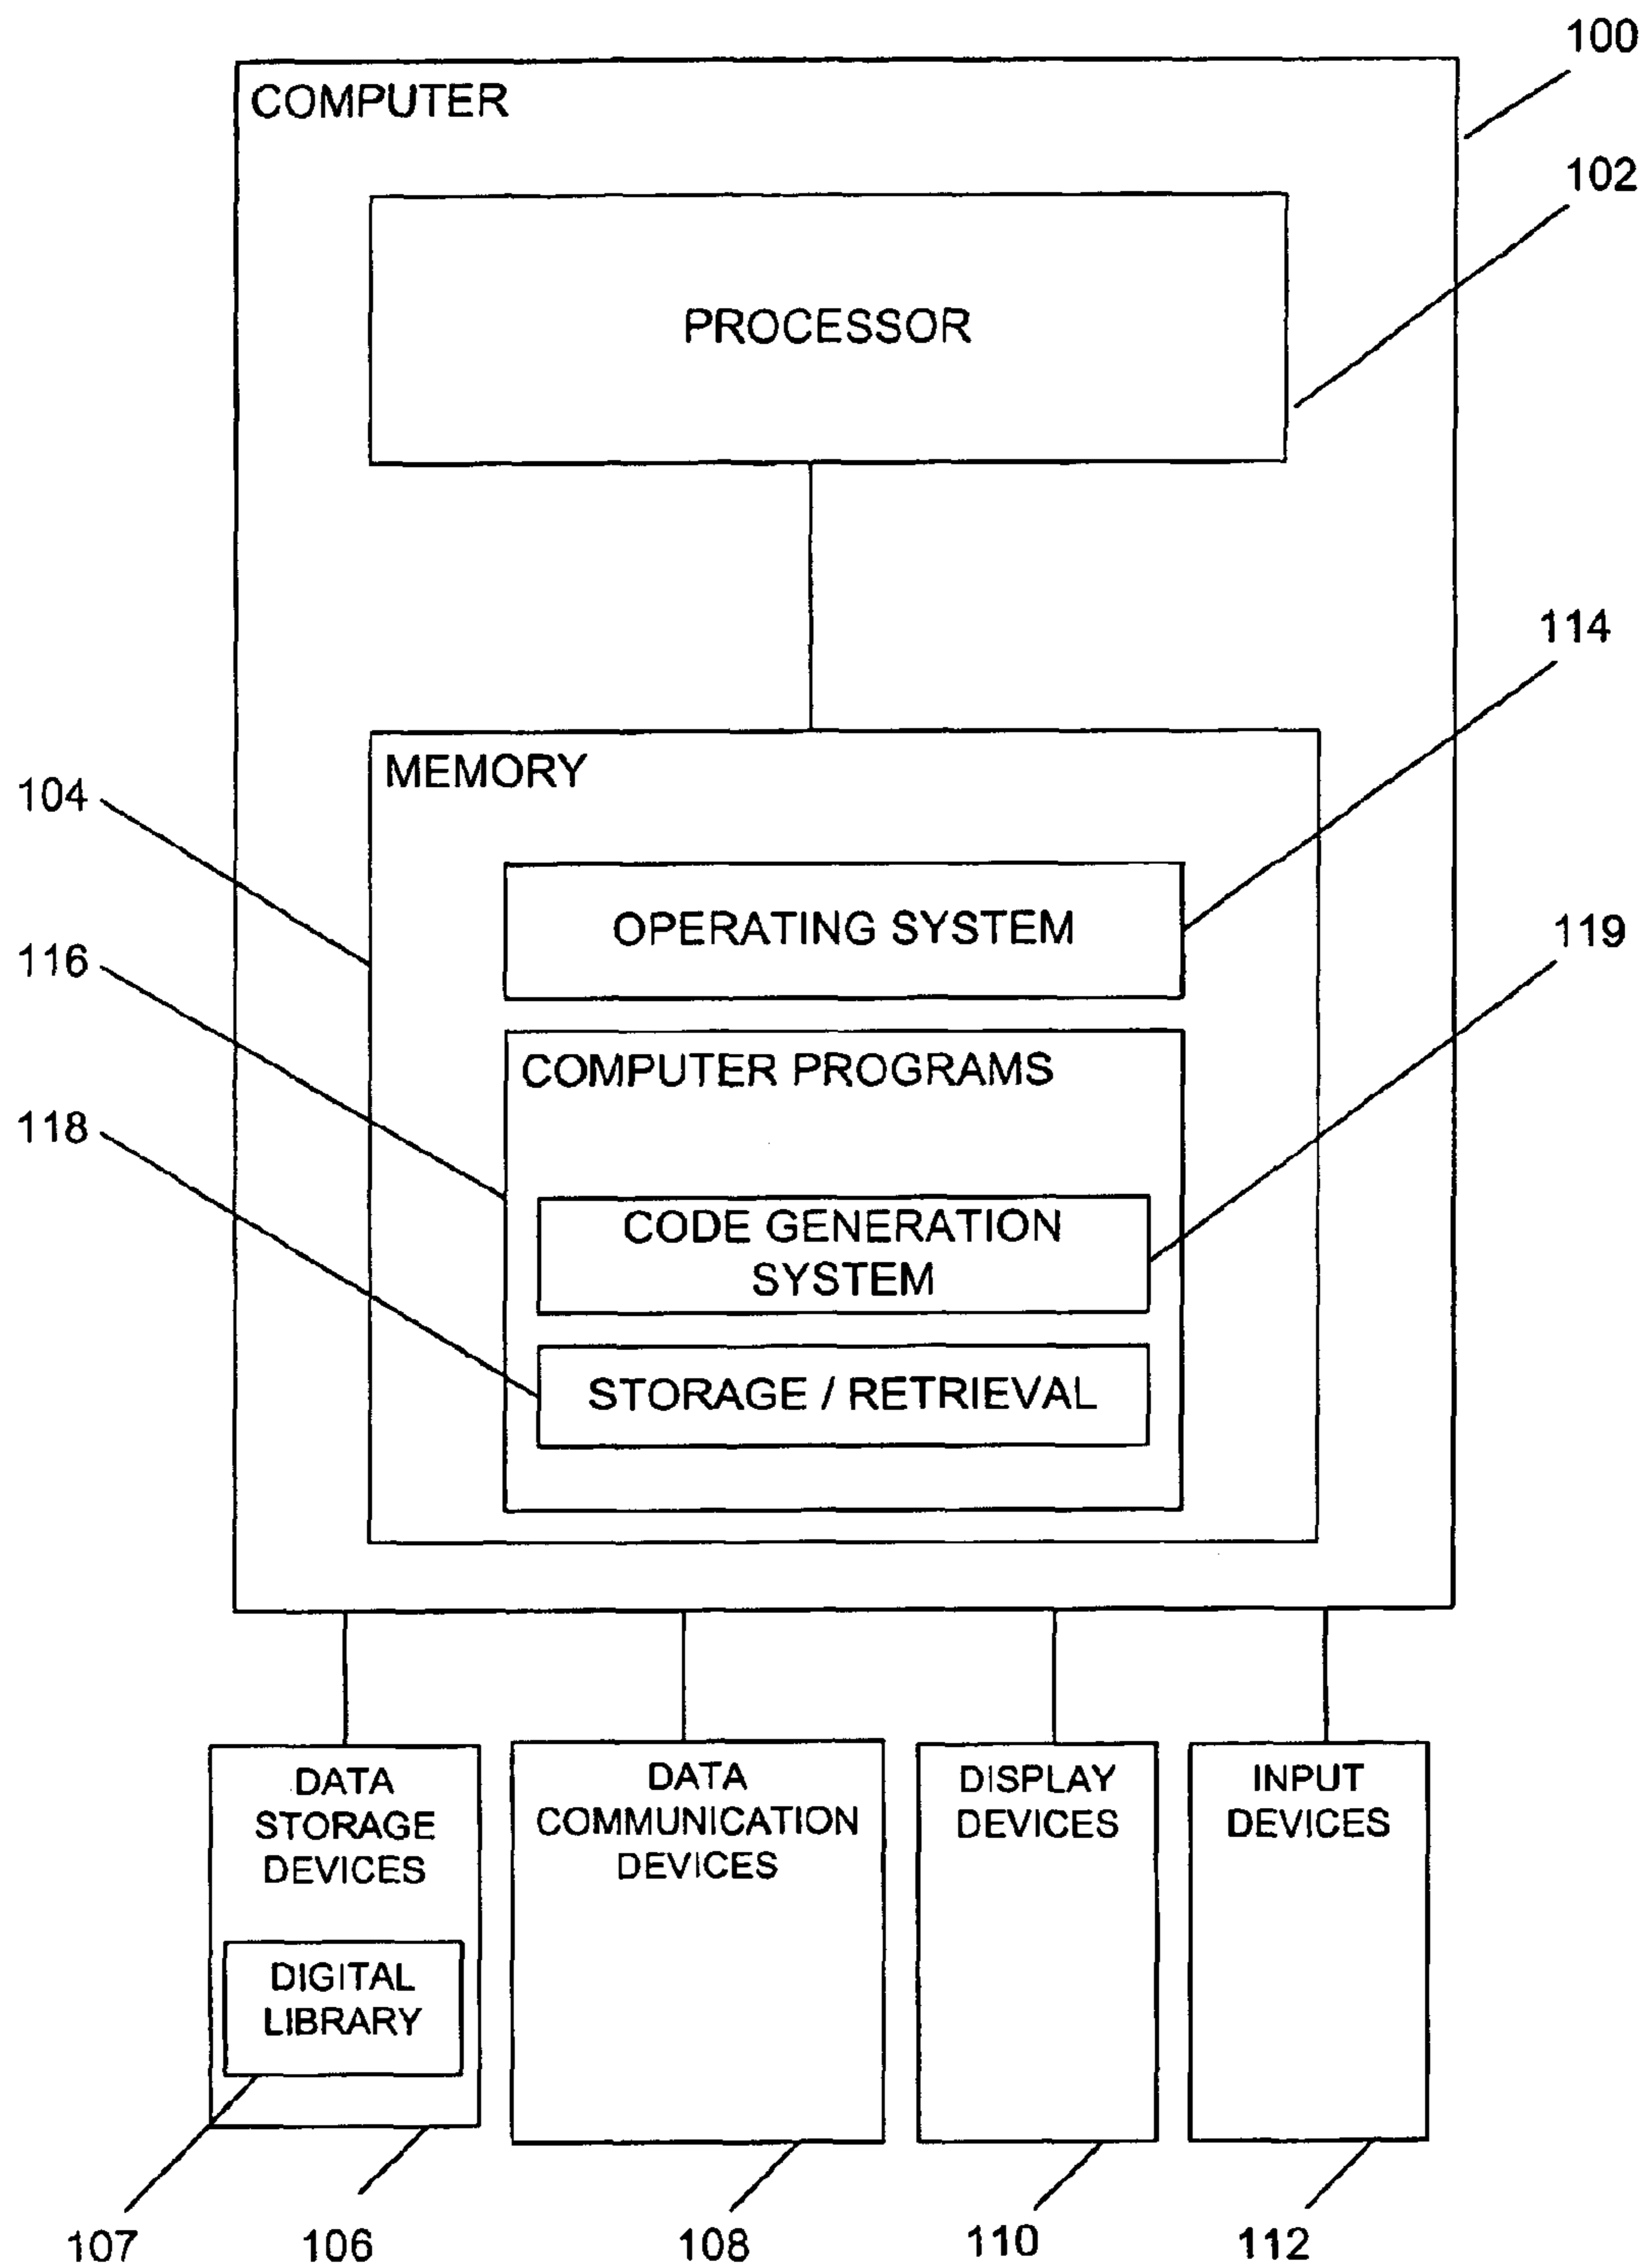 100
COMPUTER
102
PROCESSOR
114
MEMORY
104
OPERATING SYSTEM
119
116
COMPUTER PROGRAMS
118
CODE GENERATION
SYSTEM
STORAGE / RETRIEVAL
DATA
STORAGE
DEVICES
DIGITAL
LIBRARY
DATA
COMMUNICATION
DEVICES
DISPLAY
DEVICES
INPUT
DEVICES
107
106
108
110
112